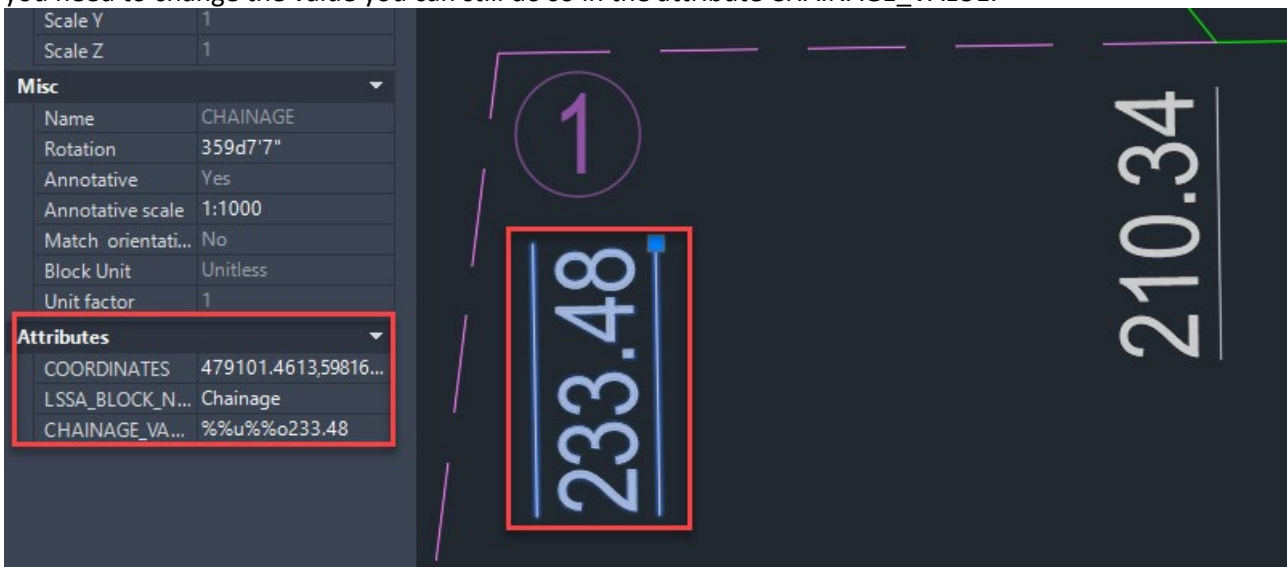 you need to change the value you can still do so in the attribute CHAINAGE_VALUE.
Scale Y 1
Scale Z 1
Misc
Name CHAINAGE
Rotation 359d7'7"
Annotative Yes
Annotative scale 1:1000
Match orientati... No
Block Unit Unitless
Unit factor 1
Attributes
COORDINATES 479101.4613,59816...
LSSA_BLOCK_N... Chainage
CHAINAGE_VA... %%u%%o233.48
1
233.48
210.34